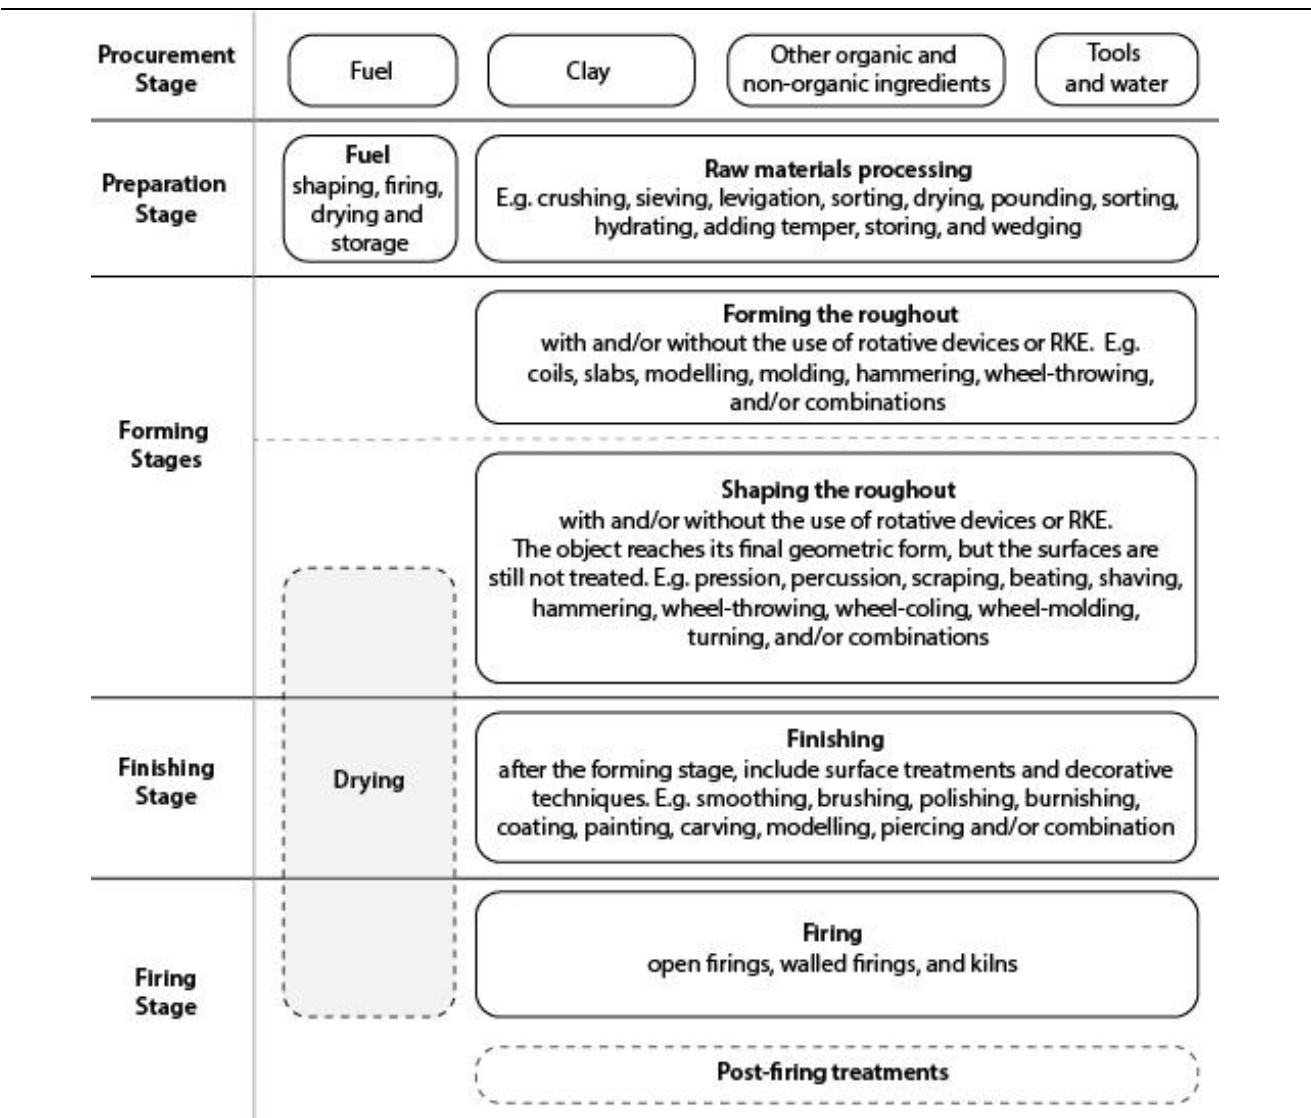 Procurement
Stage
Fuel
Clay
Other organic and
non-organic ingredients
Tools
and water
Preparation
Stage
Fuel
shaping, firing,
drying and
storage
Raw materials processing
E.g. crushing, sieving, levigation, sorting, drying, pounding, sorting,
hydrating, adding temper, storing, and wedging
Forming
Stages
Forming the roughout
with and/or without the use of rotative devices or RKE. E.g.
coils, slabs, modelling, molding, hammering, wheel-throwing,
and/or combinations
Shaping the roughout
with and/or without the use of rotative devices or RKE.
The object reaches its final geometric form, but the surfaces are
still not treated. E.g. pression, percussion, scraping, beating, shaving,
hammering, wheel-throwing, wheel-coling, wheel-molding,
turning, and/or combinations
Finishing
Stage
Drying
Finishing
after the forming stage, include surface treatments and decorative
techniques. E.g. smoothing, brushing, polishing, burnishing,
coating, painting, carving, modelling, piercing and/or combination
Firing
Stage
Firing
open firings, walled firings, and kilns
Post-firing treatments